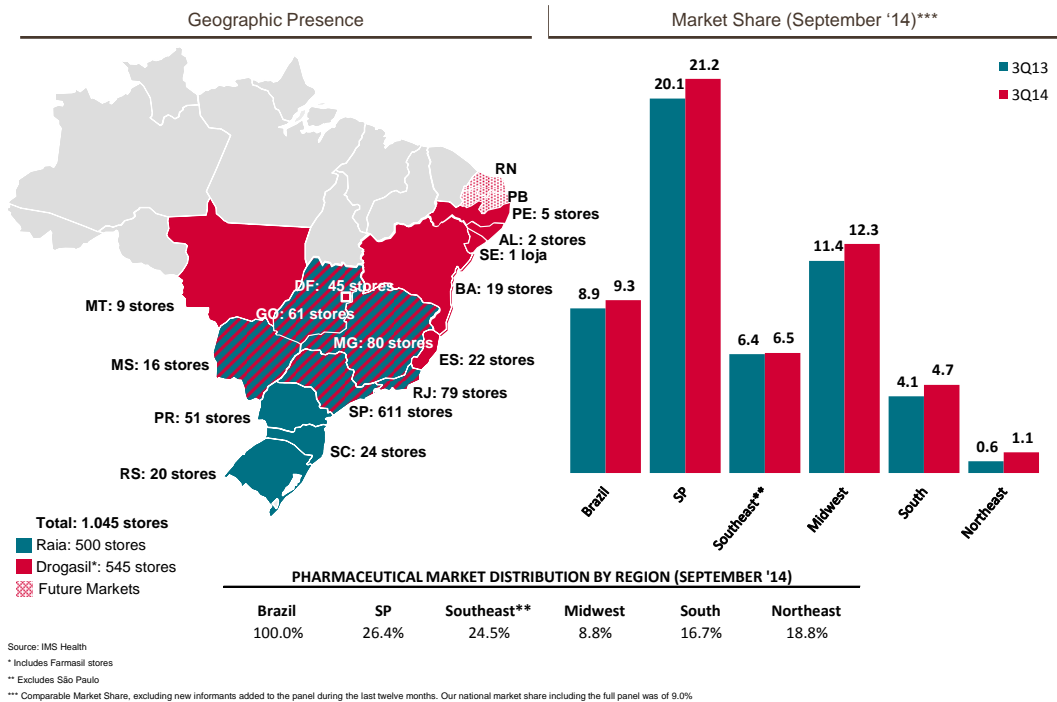 Geographic Presence
Market Share (September ‘14)***
RN
PB
PE: 5 stores
AL: 2 stores
SE: 1 loja
DF: 45 stores
BA: 19 stores
MT: 9 stores
GO: 61 stores
MG: 80 stores
ES: 22 stores
MS: 16 stores
RJ: 79 stores
SP: 611 stores
PR: 51 stores
SC: 24 stores
RS: 20 stores
Total: 1.045 stores
Raia: 500 stores
Drogasil*: 545 stores
Future Markets
3Q13
3Q14
8.9 9.3
20.1 21.2
6.4 6.5
11.4 12.3
4.1 4.7
0.6 1.1
Brazil
SP
Southeast**
Midwest
South
Northeast
PHARMACEUTICAL MARKET DISTRIBUTION BY REGION (SEPTEMBER '14)
Brazil SP Southeast** Midwest South Northeast
100.0% 26.4% 24.5% 8.8% 16.7% 18.8%
Source: IMS Health
* Includes Farmasil stores
** Excludes São Paulo
*** Comparable Market Share, excluding new informants added to the panel during the last twelve months. Our national market share including the full panel was of 9.0%